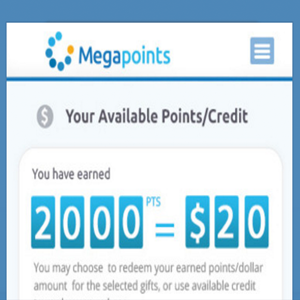 Megapoints
$ Your Available Points/Credit
You have earned
2000 PTS = $20
You may choose to redeem your earned points/dollar
amount for the selected gifts, or use available credit